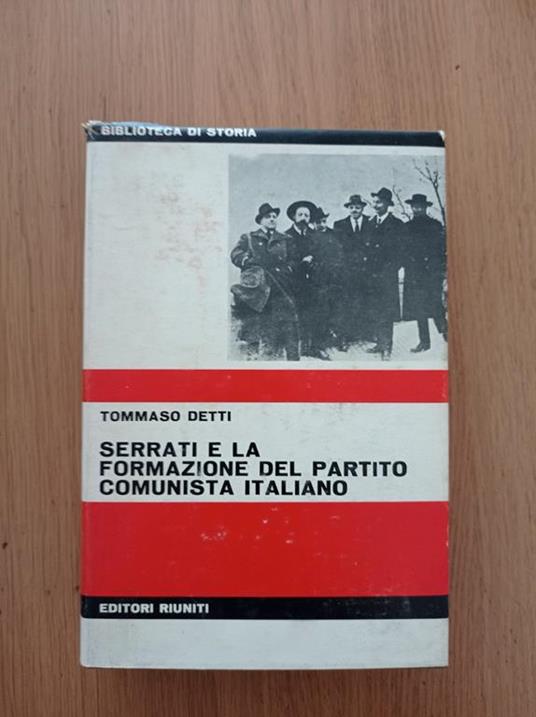 BIBLIOTECA DI STORIA
TOMMASO DETTI
SERRATI E LA
FORMAZIONE DEL PARTITO
COMUNISTA ITALIANO
EDITORI RIUNITI